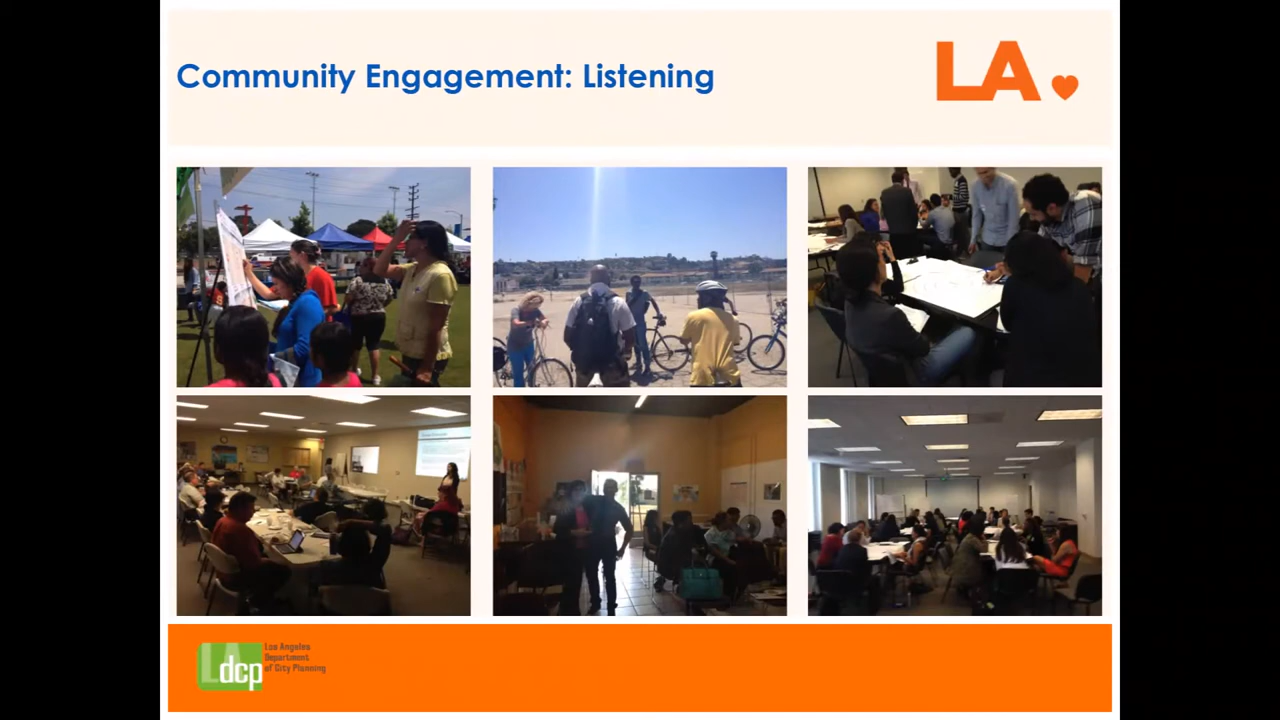 Community Engagement: Listening
LA
LA
dcp
Los Angeles
Department
of City Planning